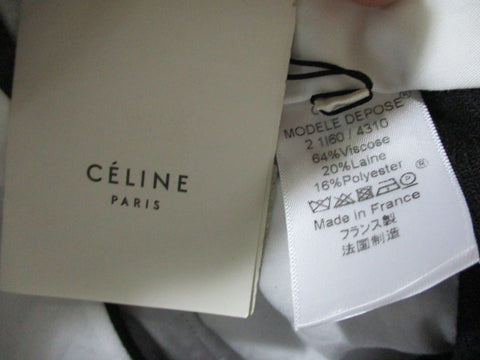 CÉLINE
PARIS
MODELE DEPOSE
2 1I60 / 4310
64%Viscose
20%Laine
16%Polyester
Made in France
フランス製
法国制造